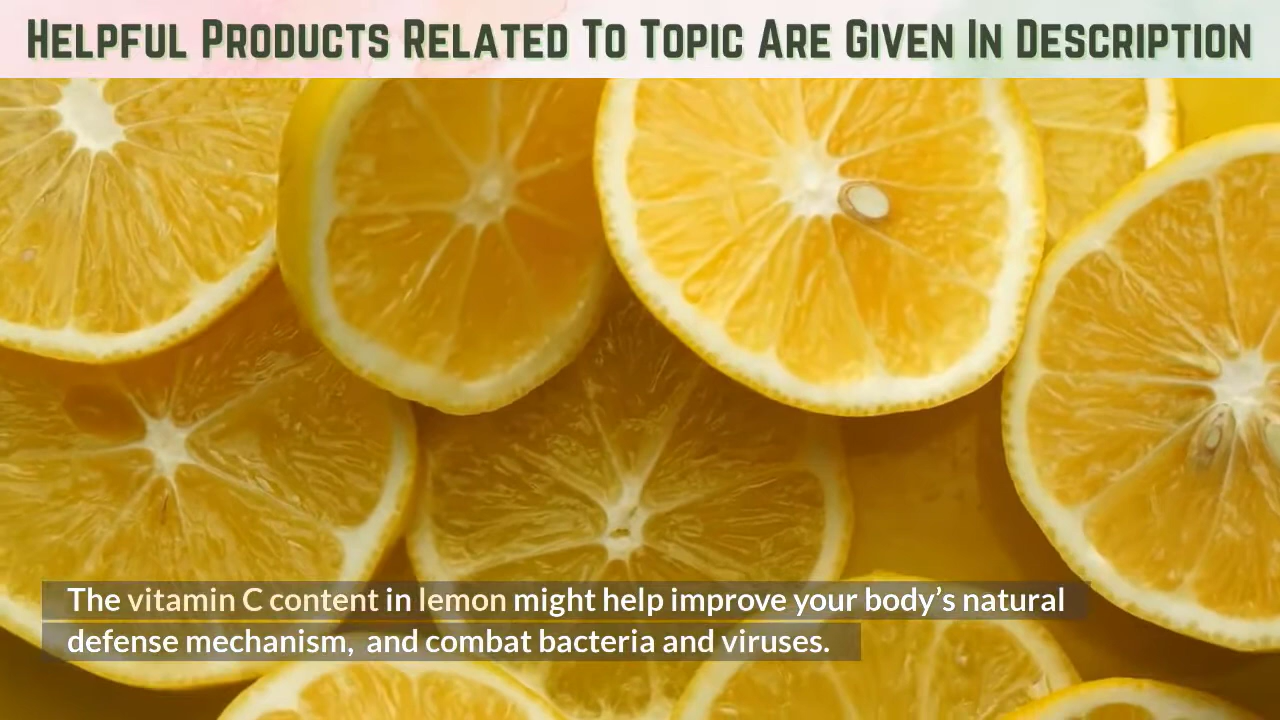 Helpful Products Related To Topic Are Given In Description
The vitamin C content in lemon might help improve your body’s natural
defense mechanism,  and combat bacteria and viruses.